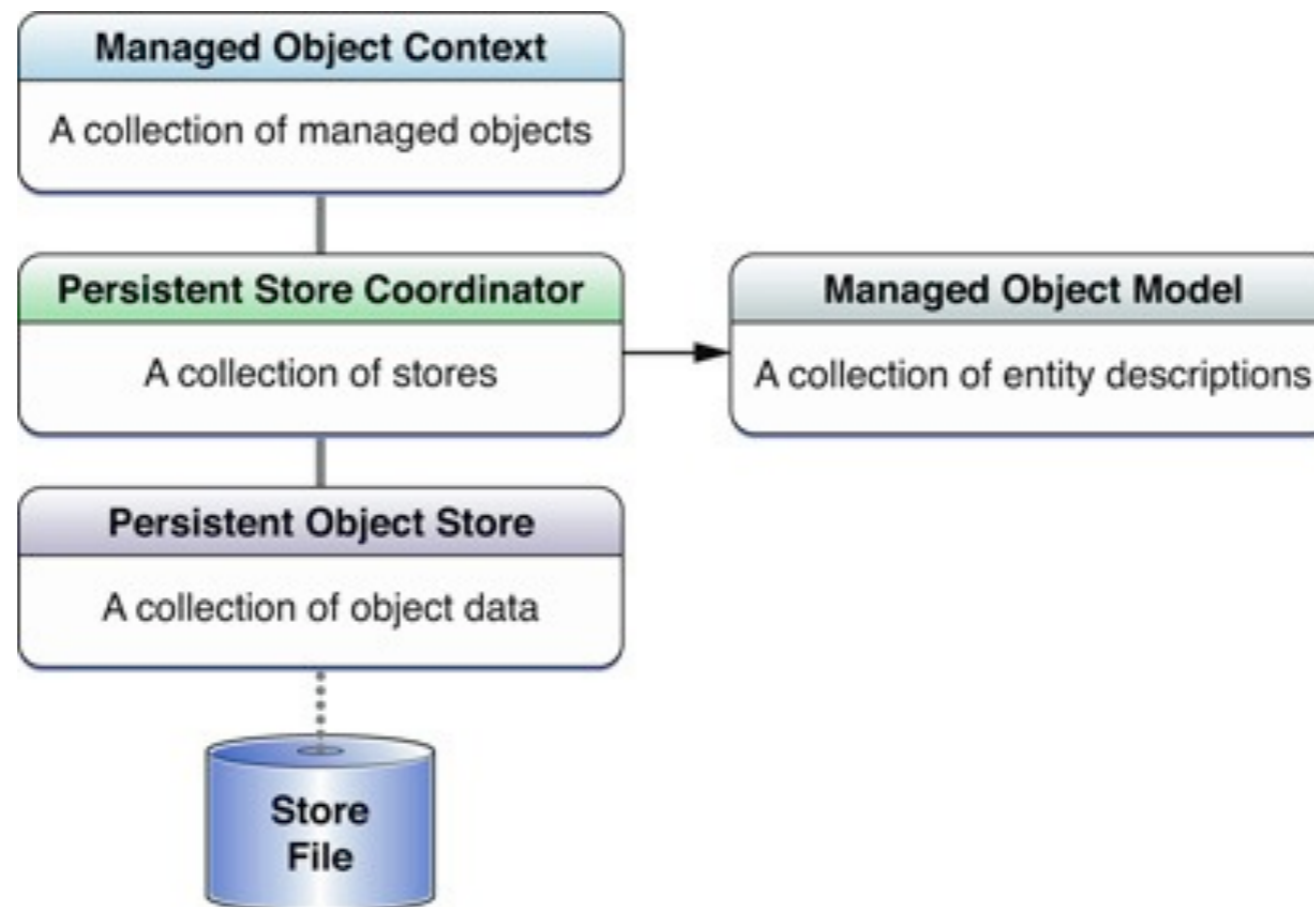 Managed Object Context
A collection of managed objects
Persistent Store Coordinator
A collection of stores
Managed Object Model
A collection of entity descriptions
Persistent Object Store
A collection of object data
Store
File